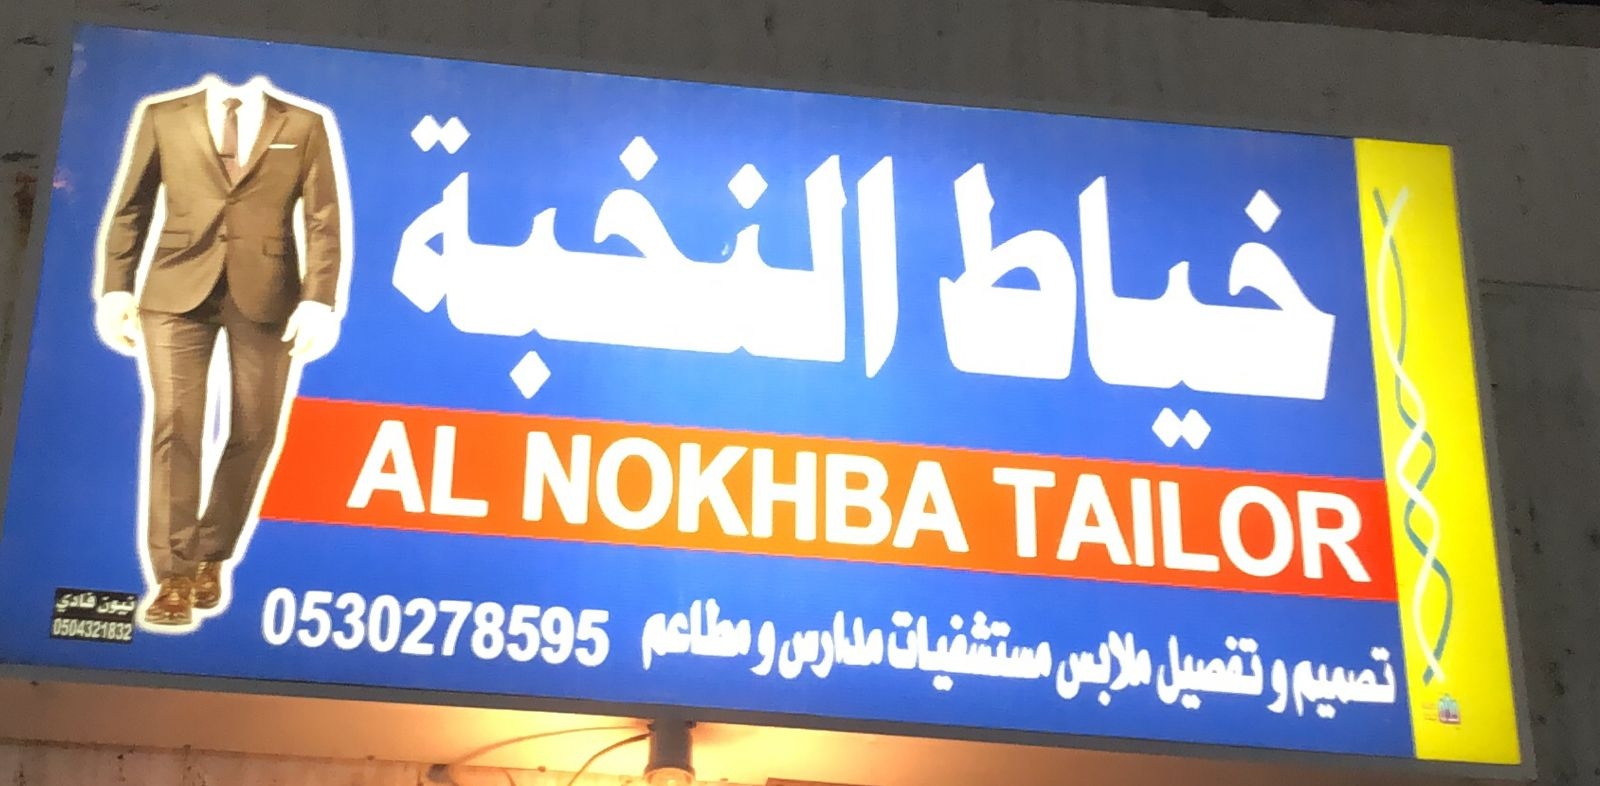 خياط النخبة
AL NOKHBA TAILOR
تصميم و تفصيل ملابس مستشفيات مدارس و مطاعم
0530278595
نيون فادي
0504321832